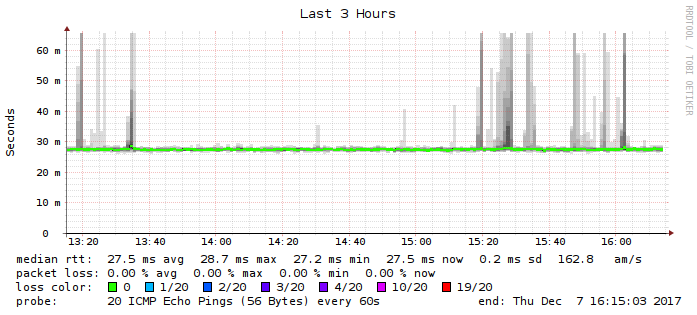 Last 3 Hours
RRDTOOL / TOBI OETIKER
Seconds
60 m
50 m
40 m
30 m
20 m
10 m
0
13:20 13:40 14:00 14:20 14:40 15:00 15:20 15:40 16:00
median rtt: 27.5 ms avg 28.7 ms max 27.2 ms min 27.5 ms now 0.2 ms sd 162.8 am/s
packet loss: 0.00 % avg 0.00 % max 0.00 % min 0.00 % now
loss color: 0 1/20 2/20 3/20 4/20 10/20 19/20
probe: 20 ICMP Echo Pings (56 Bytes) every 60s end: Thu Dec 7 16:15:03 2017